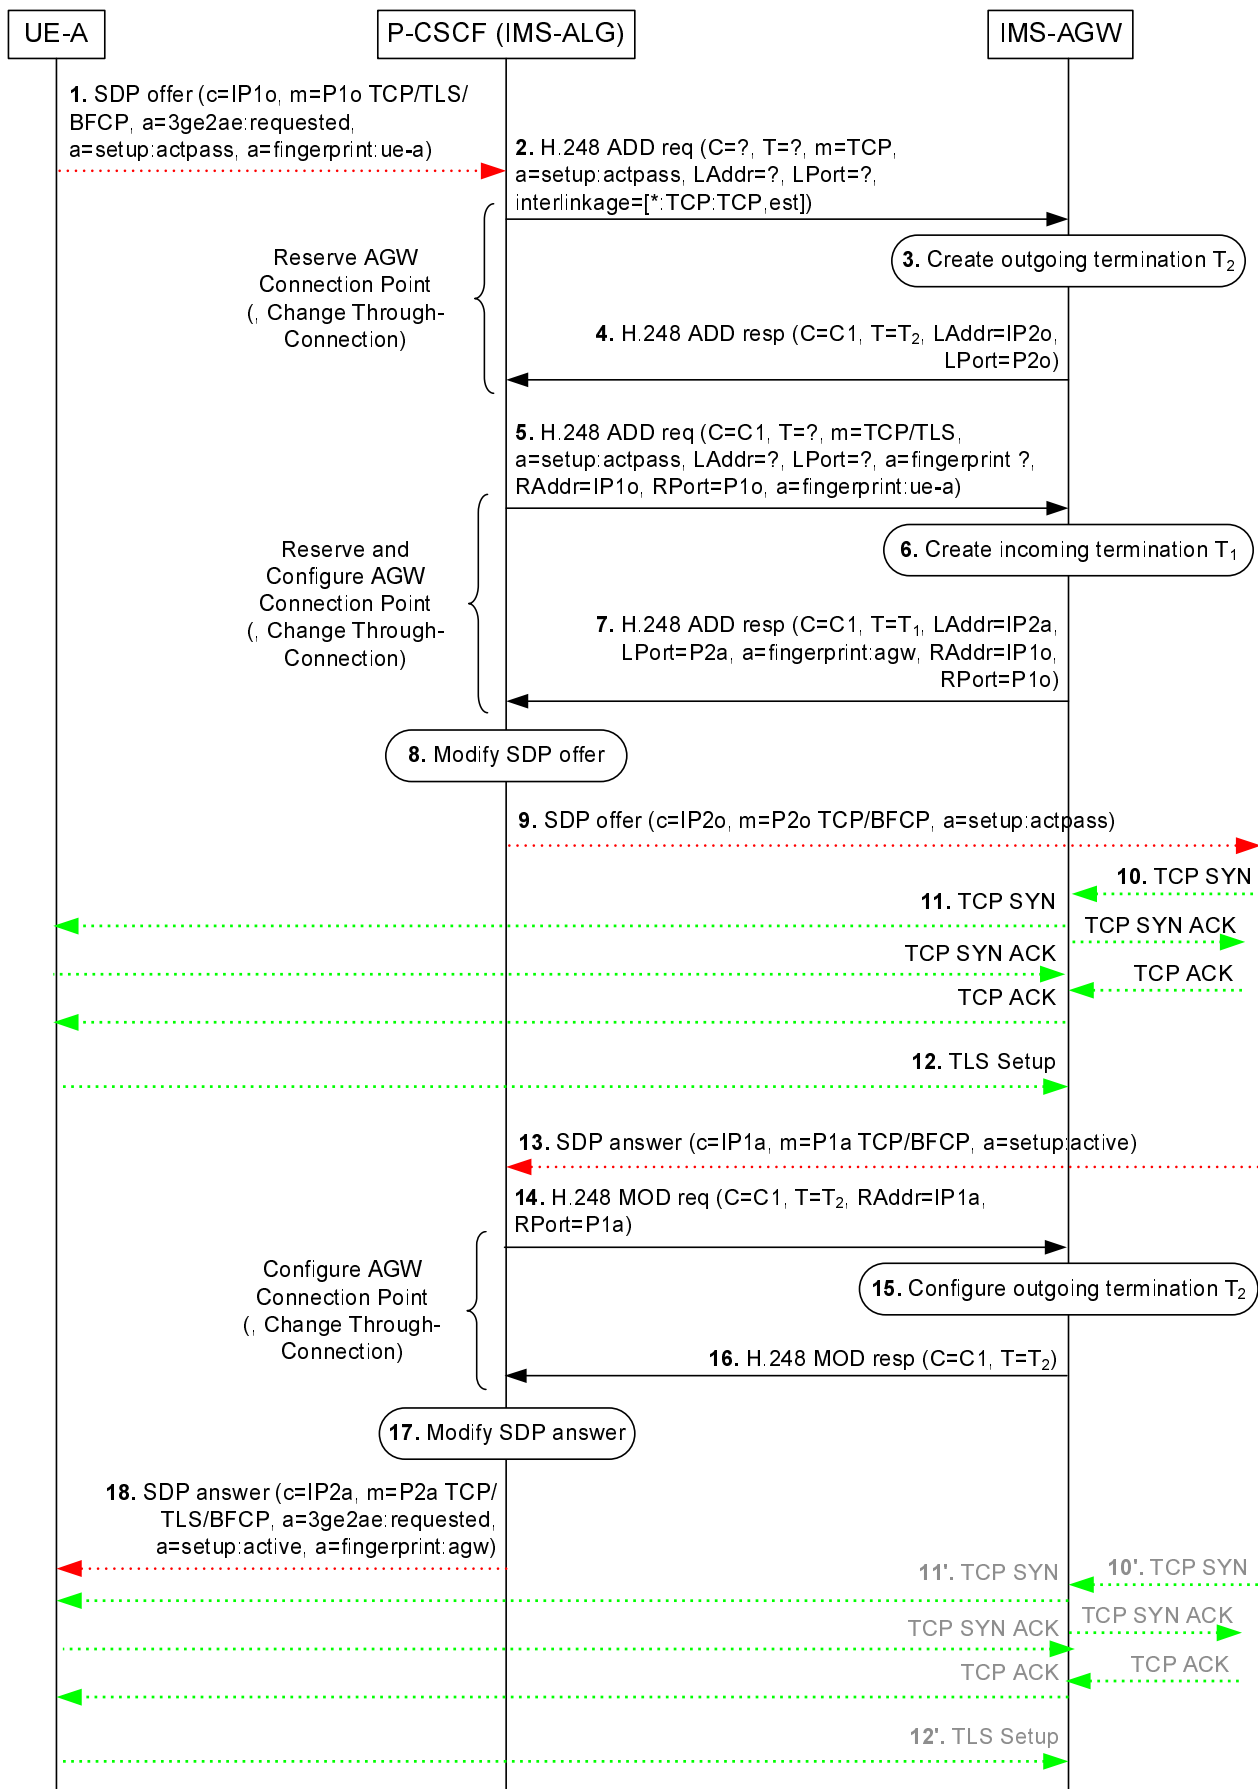 UE-A
P-CSCF (IMS-ALG)
IMS-AGW
1. SDP offer (c=IP1o, m=P1o TCP/TLS/
BFCP, a=3ge2ae:requested,
a=setup:actpass, a=fingerprint:ue-a)
2. H.248 ADD req (C=?, T=?, m=TCP,
a=setup:actpass, LAddr=?, LPort=?,
interlinkage=[*:TCP:TCP,est])
Reserve AGW
Connection Point
(, Change Through-
Connection)
3. Create outgoing termination T2
4. H.248 ADD resp (C=C1, T=T2, LAddr=IP2o,
LPort=P2o)
5. H.248 ADD req (C=C1, T=?, m=TCP/TLS,
a=setup:actpass, LAddr=?, LPort=?, a=fingerprint ?,
RAddr=IP1o, RPort=P1o, a=fingerprint:ue-a)
Reserve and
Configure AGW
Connection Point
(, Change Through-
Connection)
6. Create incoming termination T1
7. H.248 ADD resp (C=C1, T=T1, LAddr=IP2a,
LPort=P2a, a=fingerprint:agw, RAddr=IP1o,
RPort=P1o)
8. Modify SDP offer
9. SDP offer (c=IP2o, m=P2o TCP/BFCP, a=setup:actpass)
10. TCP SYN
11. TCP SYN
TCP SYN ACK
TCP SYN ACK
TCP ACK
TCP ACK
12. TLS Setup
13. SDP answer (c=IP1a, m=P1a TCP/BFCP, a=setup:active)
14. H.248 MOD req (C=C1, T=T2, RAddr=IP1a,
RPort=P1a)
Configure AGW
Connection Point
(, Change Through-
Connection)
15. Configure outgoing termination T2
16. H.248 MOD resp (C=C1, T=T2)
17. Modify SDP answer
18. SDP answer (c=IP2a, m=P2a TCP/
TLS/BFCP, a=3ge2ae:requested,
a=setup:active, a=fingerprint:agw)
10'. TCP SYN
11'. TCP SYN
TCP SYN ACK
TCP SYN ACK
TCP ACK
TCP ACK
12'. TLS Setup